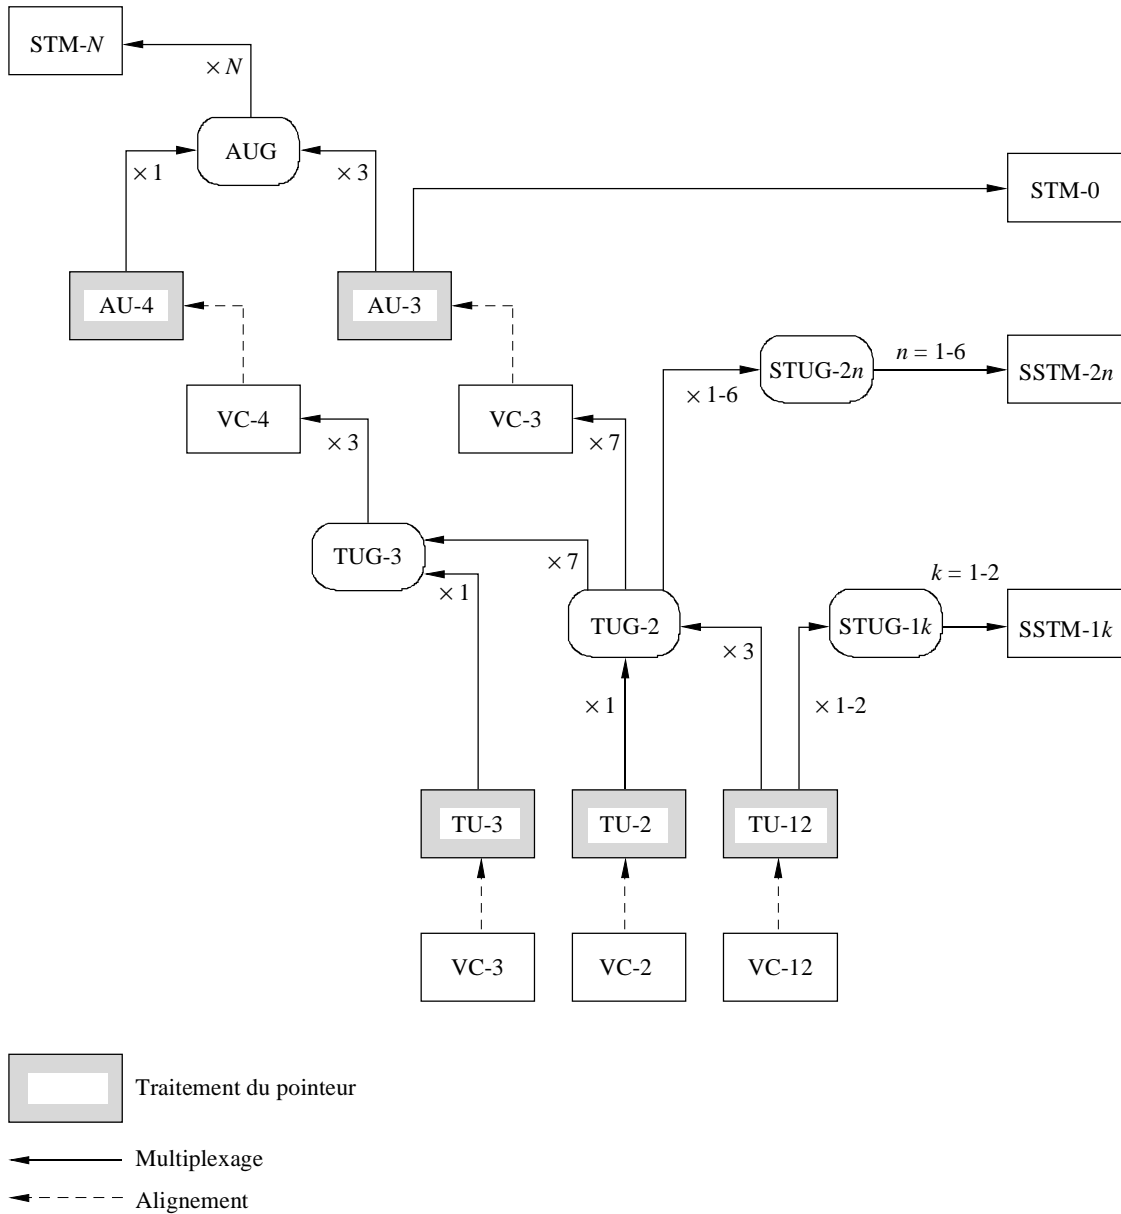 STM-N
× N
AUG
× 1
× 3
STM-0
AU-4
AU-3
n = 1-6
STUG-2n
SSTM-2n
× 1-6
VC-4
VC-3
× 3
× 7
TUG-3
× 7
× 1
k = 1-2
TUG-2
STUG-1k
SSTM-1k
× 3
× 1
× 1-2
TU-3
TU-2
TU-12
VC-3
VC-2
VC-12
Traitement du pointeur
Multiplexage
Alignement